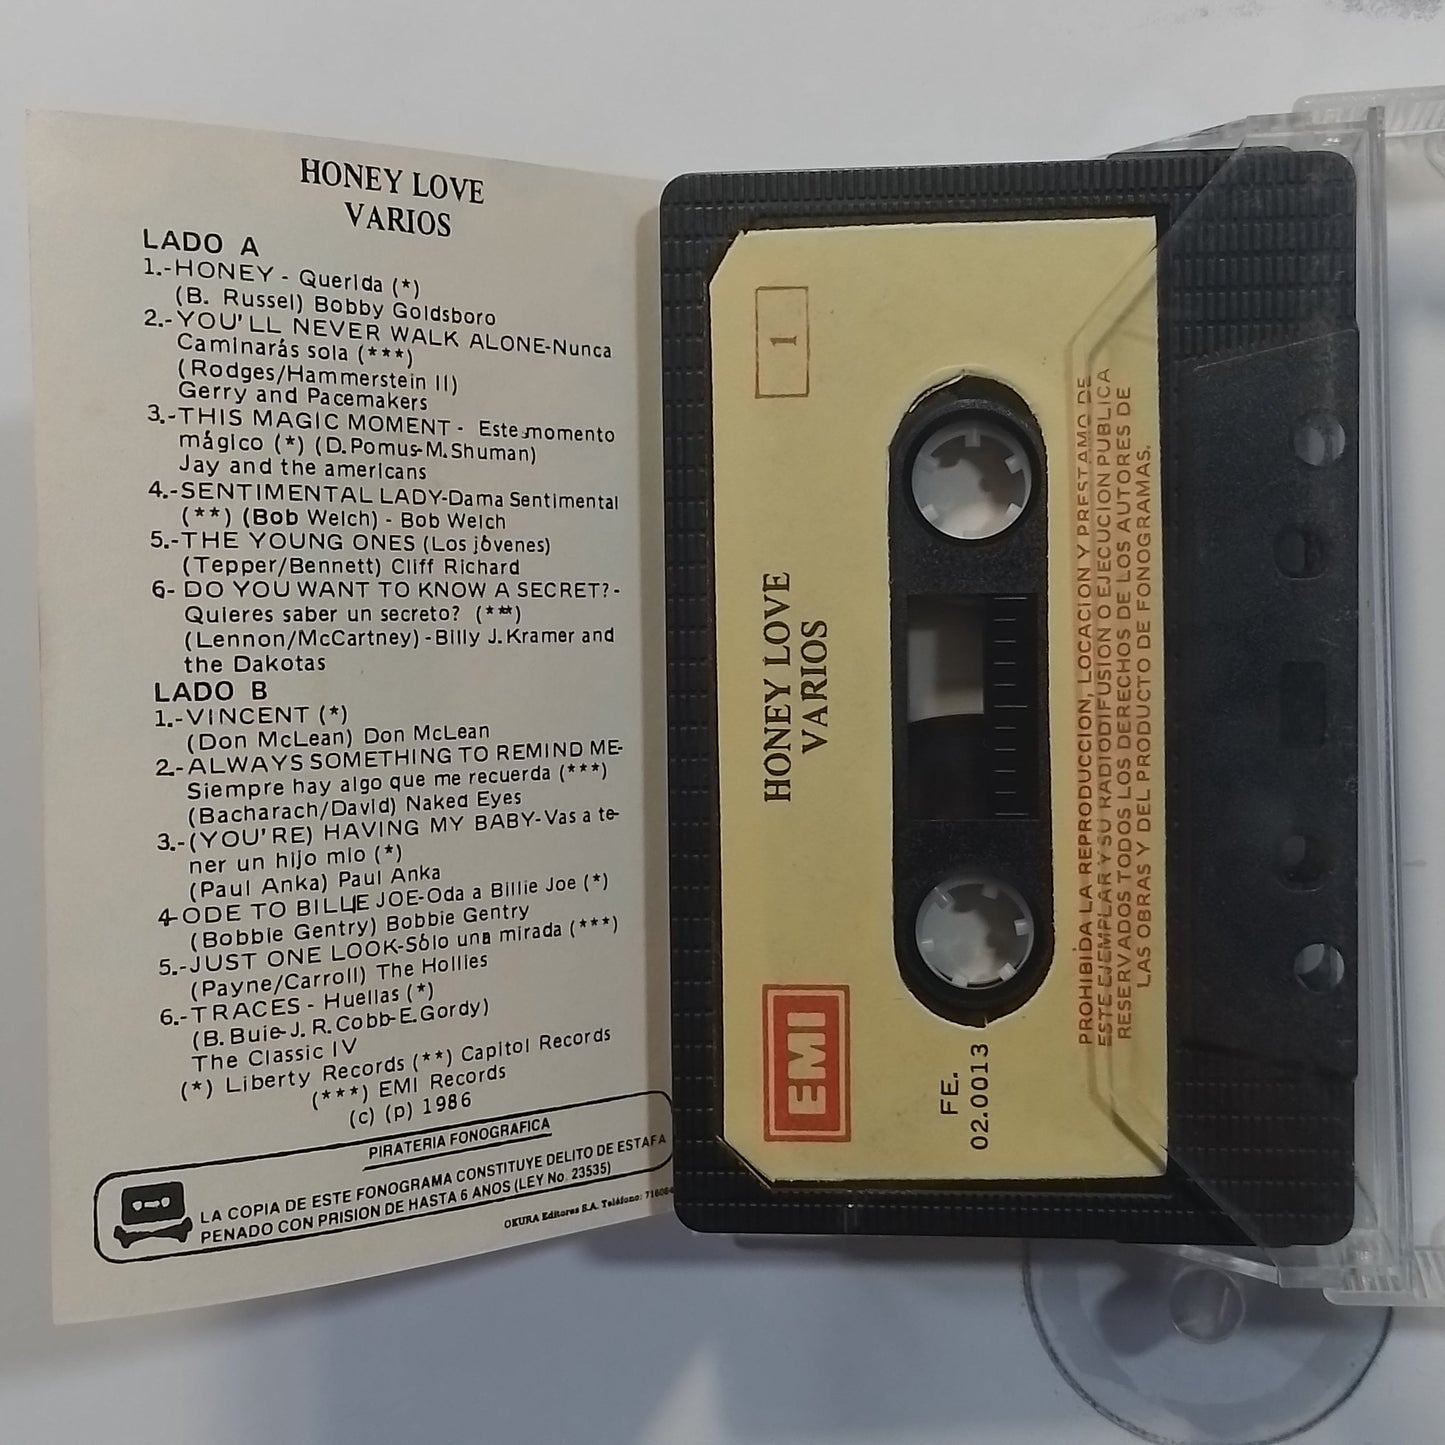 HONEY LOVE
VARIOS
LADO A
1.-HONEY - Querida (*)
(B. Russel) Bobby Goldsboro
2.-YOU'LL NEVER WALK ALONE-Nunca
Caminarás sola (***)
(Rodges/Hammerstein II)
Gerry and Pacemakers
3.-THIS MAGIC MOMENT - Este momento
mágico (*) (D.Pomus-M.Shuman)
Jay and the americans
4.-SENTIMENTAL LADY-Dama Sentimental
(**) (Bob Welch) - Bob Welch
5.-THE YOUNG ONES (Los jóvenes)
(Tepper/Bennett) Cliff Richard
6- DO YOU WANT TO KNOW A SECRET?-
Quieres saber un secreto? (***)
(Lennon/McCartney) -Billy J.Kramer and
the Dakotas
LADO B
1.-VINCENT (*)
(Don McLean) Don McLean
2.-ALWAYS SOMETHING TO REMIND ME-
Siempre hay algo que me recuerda (***)
(Bacharach/David) Naked Eyes
3.-(YOU'RE) HAVING MY BABY-Vas a te-
ner un hijo mio (*)
(Paul Anka) Paul Anka
4-ODE TO BILLIE JOE-Oda a Billie Joe (*)
(Bobbie Gentry) Bobbie Gentry
5.-JUST ONE LOOK-Sólo una mirada (***)
(Payne/Carroll) The Hollies
6.-TRACES - Huellas (*)
(B.Buie-J.R.Cobb-E.Gordy)
The Classic IV
(*) Liberty Records (**) Capitol Records
(***) EMI Records
(c) (p) 1986
PIRATERIA FONOGRAFICA
LA COPIA DE ESTE FONOGRAMA CONSTITUYE DELITO DE ESTAFA
PENADO CON PRISION DE HASTA 6 ANOS (LEY No. 23535)
OKURA Editores S.A. Teléfono:
1
HONEY LOVE
VARIOS
EMI
FE.
02.0013
PROHIBIDA LA REPRODUCCION, LOCACION Y PRESTAMO DE
ESTE EJEMPLAR Y SU RADIODIFUSION O EJECUCION PUBLICA
RESERVADOS TODOS LOS DERECHOS DE LOS AUTORES DE
LAS OBRAS Y DEL PRODUCTO DE FONOGRAMAS.